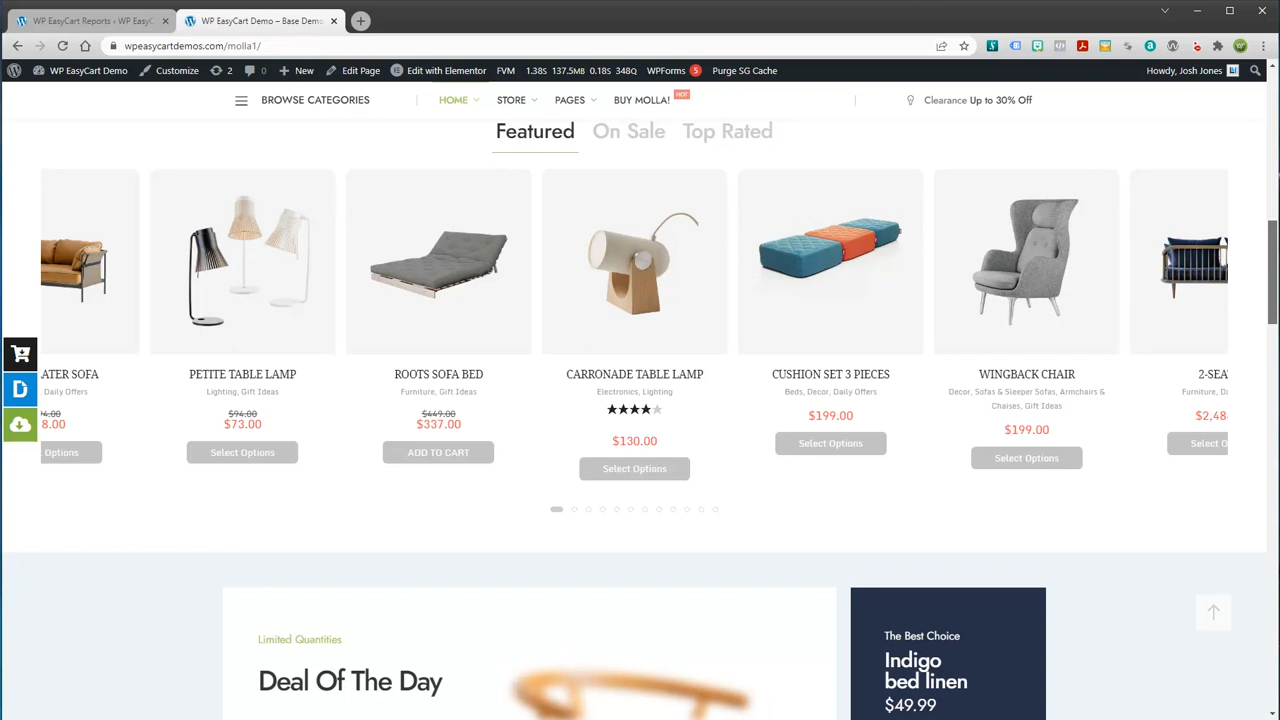 WP EasyCart Reports ‹ WP EasyC
WP EasyCart Demo – Base Demo
wpeasycartdemos.com/molla1/
WP EasyCart Demo Customize 2 0 New Edit Page Edit with Elementor FVM 1.38S 137.5MB 0.18S 348Q WPForms 5 Purge SG Cache Howdy, Josh Jones
BROWSE CATEGORIES HOME STORE PAGES BUY MOLLA! HOT Clearance Up to 30% Off
Featured On Sale Top Rated
ATER SOFA
Daily Offers
4.00
8.00
Options
PETITE TABLE LAMP
Lighting, Gift Ideas
$94.00
$73.00
Select Options
ROOTS SOFA BED
Furniture, Gift Ideas
$449.00
$337.00
ADD TO CART
CARRONADE TABLE LAMP
Electronics, Lighting
★★★★★
$130.00
Select Options
CUSHION SET 3 PIECES
Beds, Decor, Daily Offers
$199.00
Select Options
WINGBACK CHAIR
Decor, Sofas & Sleeper Sofas, Armchairs &
Chaises, Gift Ideas
$199.00
Select Options
2-SEA
Furniture, Da
$2,48
Select O
Limited Quantities
Deal Of The Day
The Best Choice
Indigo
bed linen
$49.99